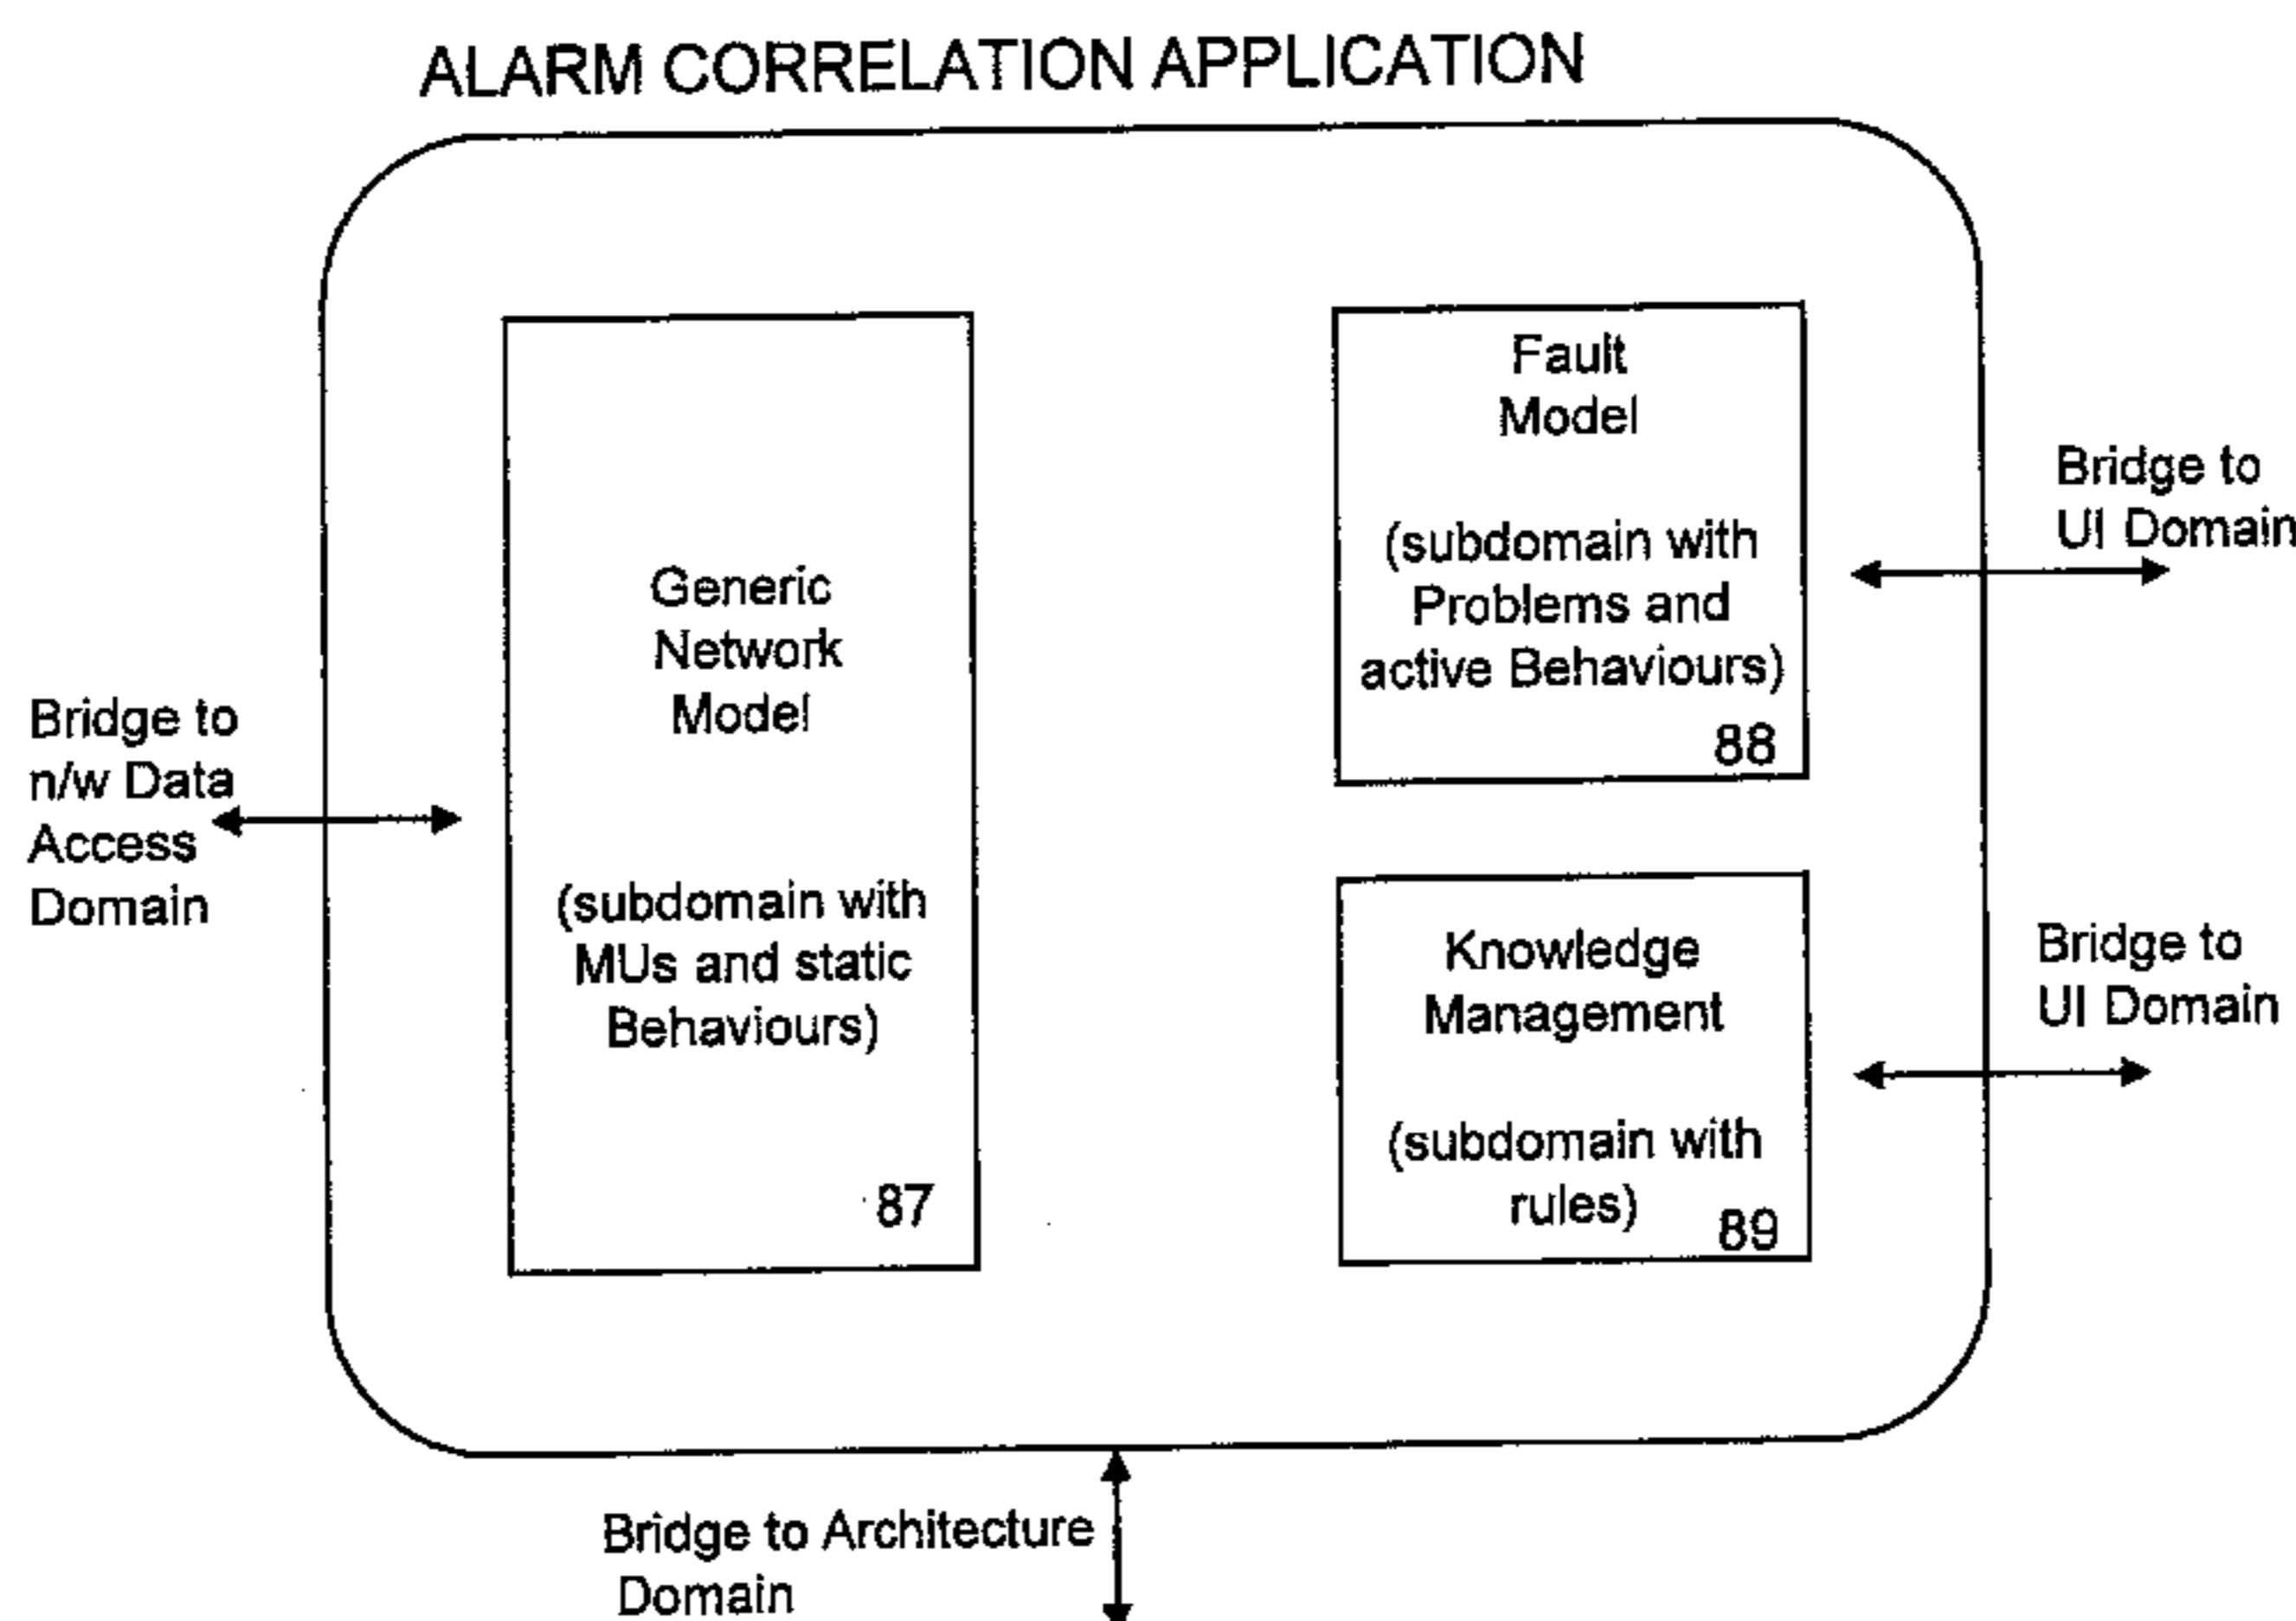 ALARM CORRELATION APPLICATION
Bridge to
n/w Data
Access
Domain
Generic
Network
Model
(subdomain with
MUs and static
Behaviours)
87
Fault
Model
(subdomain with
Problems and
active Behaviours)
88
Bridge to
UI Domain
Knowledge
Management
(subdomain with
rules)
89
Bridge to
UI Domain
Bridge to Architecture
Domain